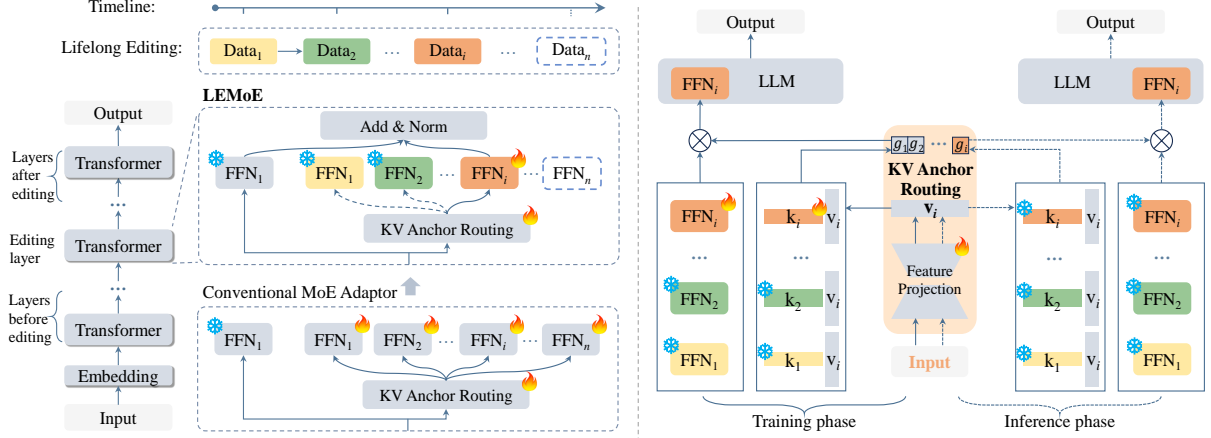 Timeline:
Lifelong Editing:
Data1
Data2
...
Datai
...
Datan
LEMoE
Output
Add & Norm
Layers
after
editing
Transformer
FFN1
FFN1
FFN2
...
FFNi
...
FFNn
...
KV Anchor Routing
Editing
layer
Transformer
...
Conventional MoE Adaptor
Layers
before
editing
Transformer
FFN1
FFN1
FFN2
...
FFNi
...
FFNn
Embedding
KV Anchor Routing
Input
Output
Output
FFNi
LLM
LLM
FFNi
g1
g2
...
gi
KV Anchor
Routing
vi
FFNi
ki
vi
ki
vi
FFNi
...
...
Feature
Projection
...
...
FFN2
k2
vi
k2
vi
FFN2
FFN1
k1
vi
Input
k1
vi
FFN1
Training phase
Inference phase